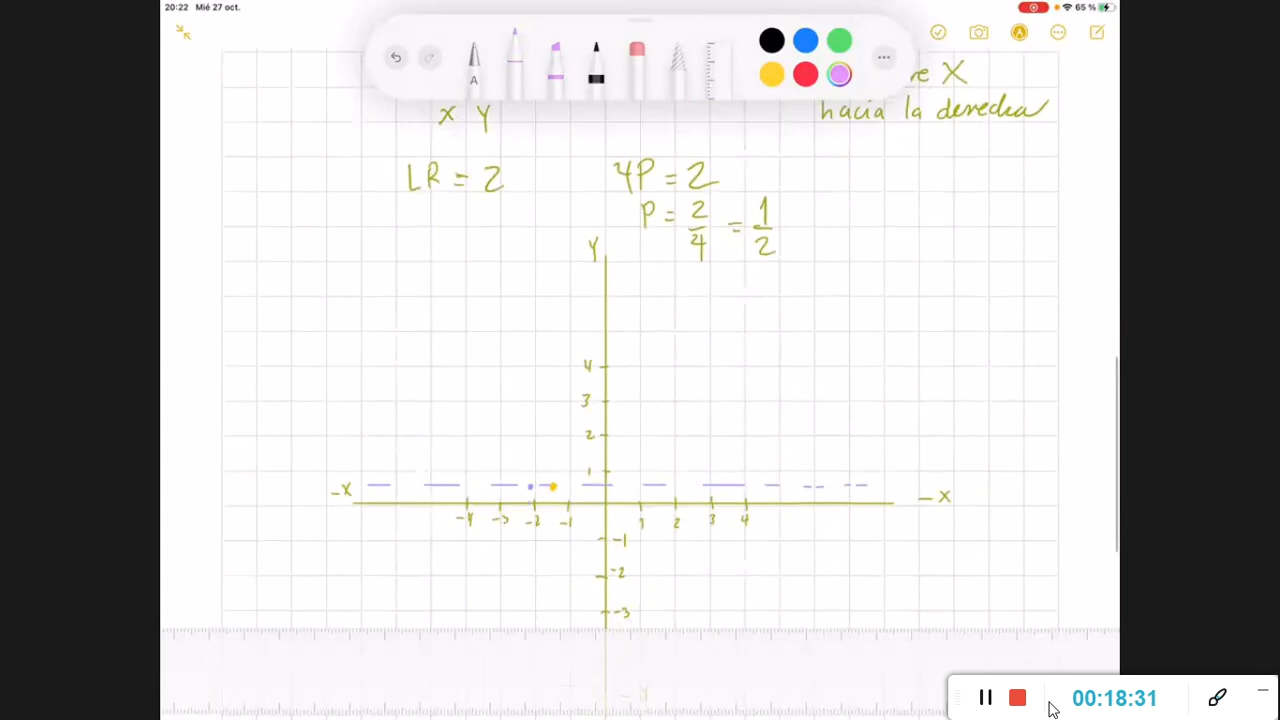 20:22 Mié 27 oct.
65 %
A
re X
hacia la derecha
X Y
LR = 2
4P = 2
P = 2/4 = 1/2
Y
4
3
2
1
-X
-X
-4 -3 -2 -1 1 2 3 4
-1
-2
-3
-Y
00:18:31